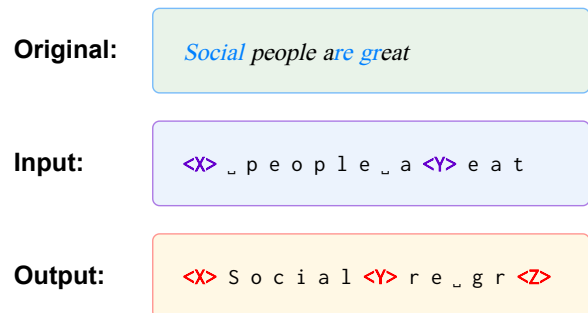 Original: Social people are great
Input: <X> ␣ p e o p l e ␣ a <Y> e a t
Output: <X> S o c i a l <Y> r e ␣ g r <Z>